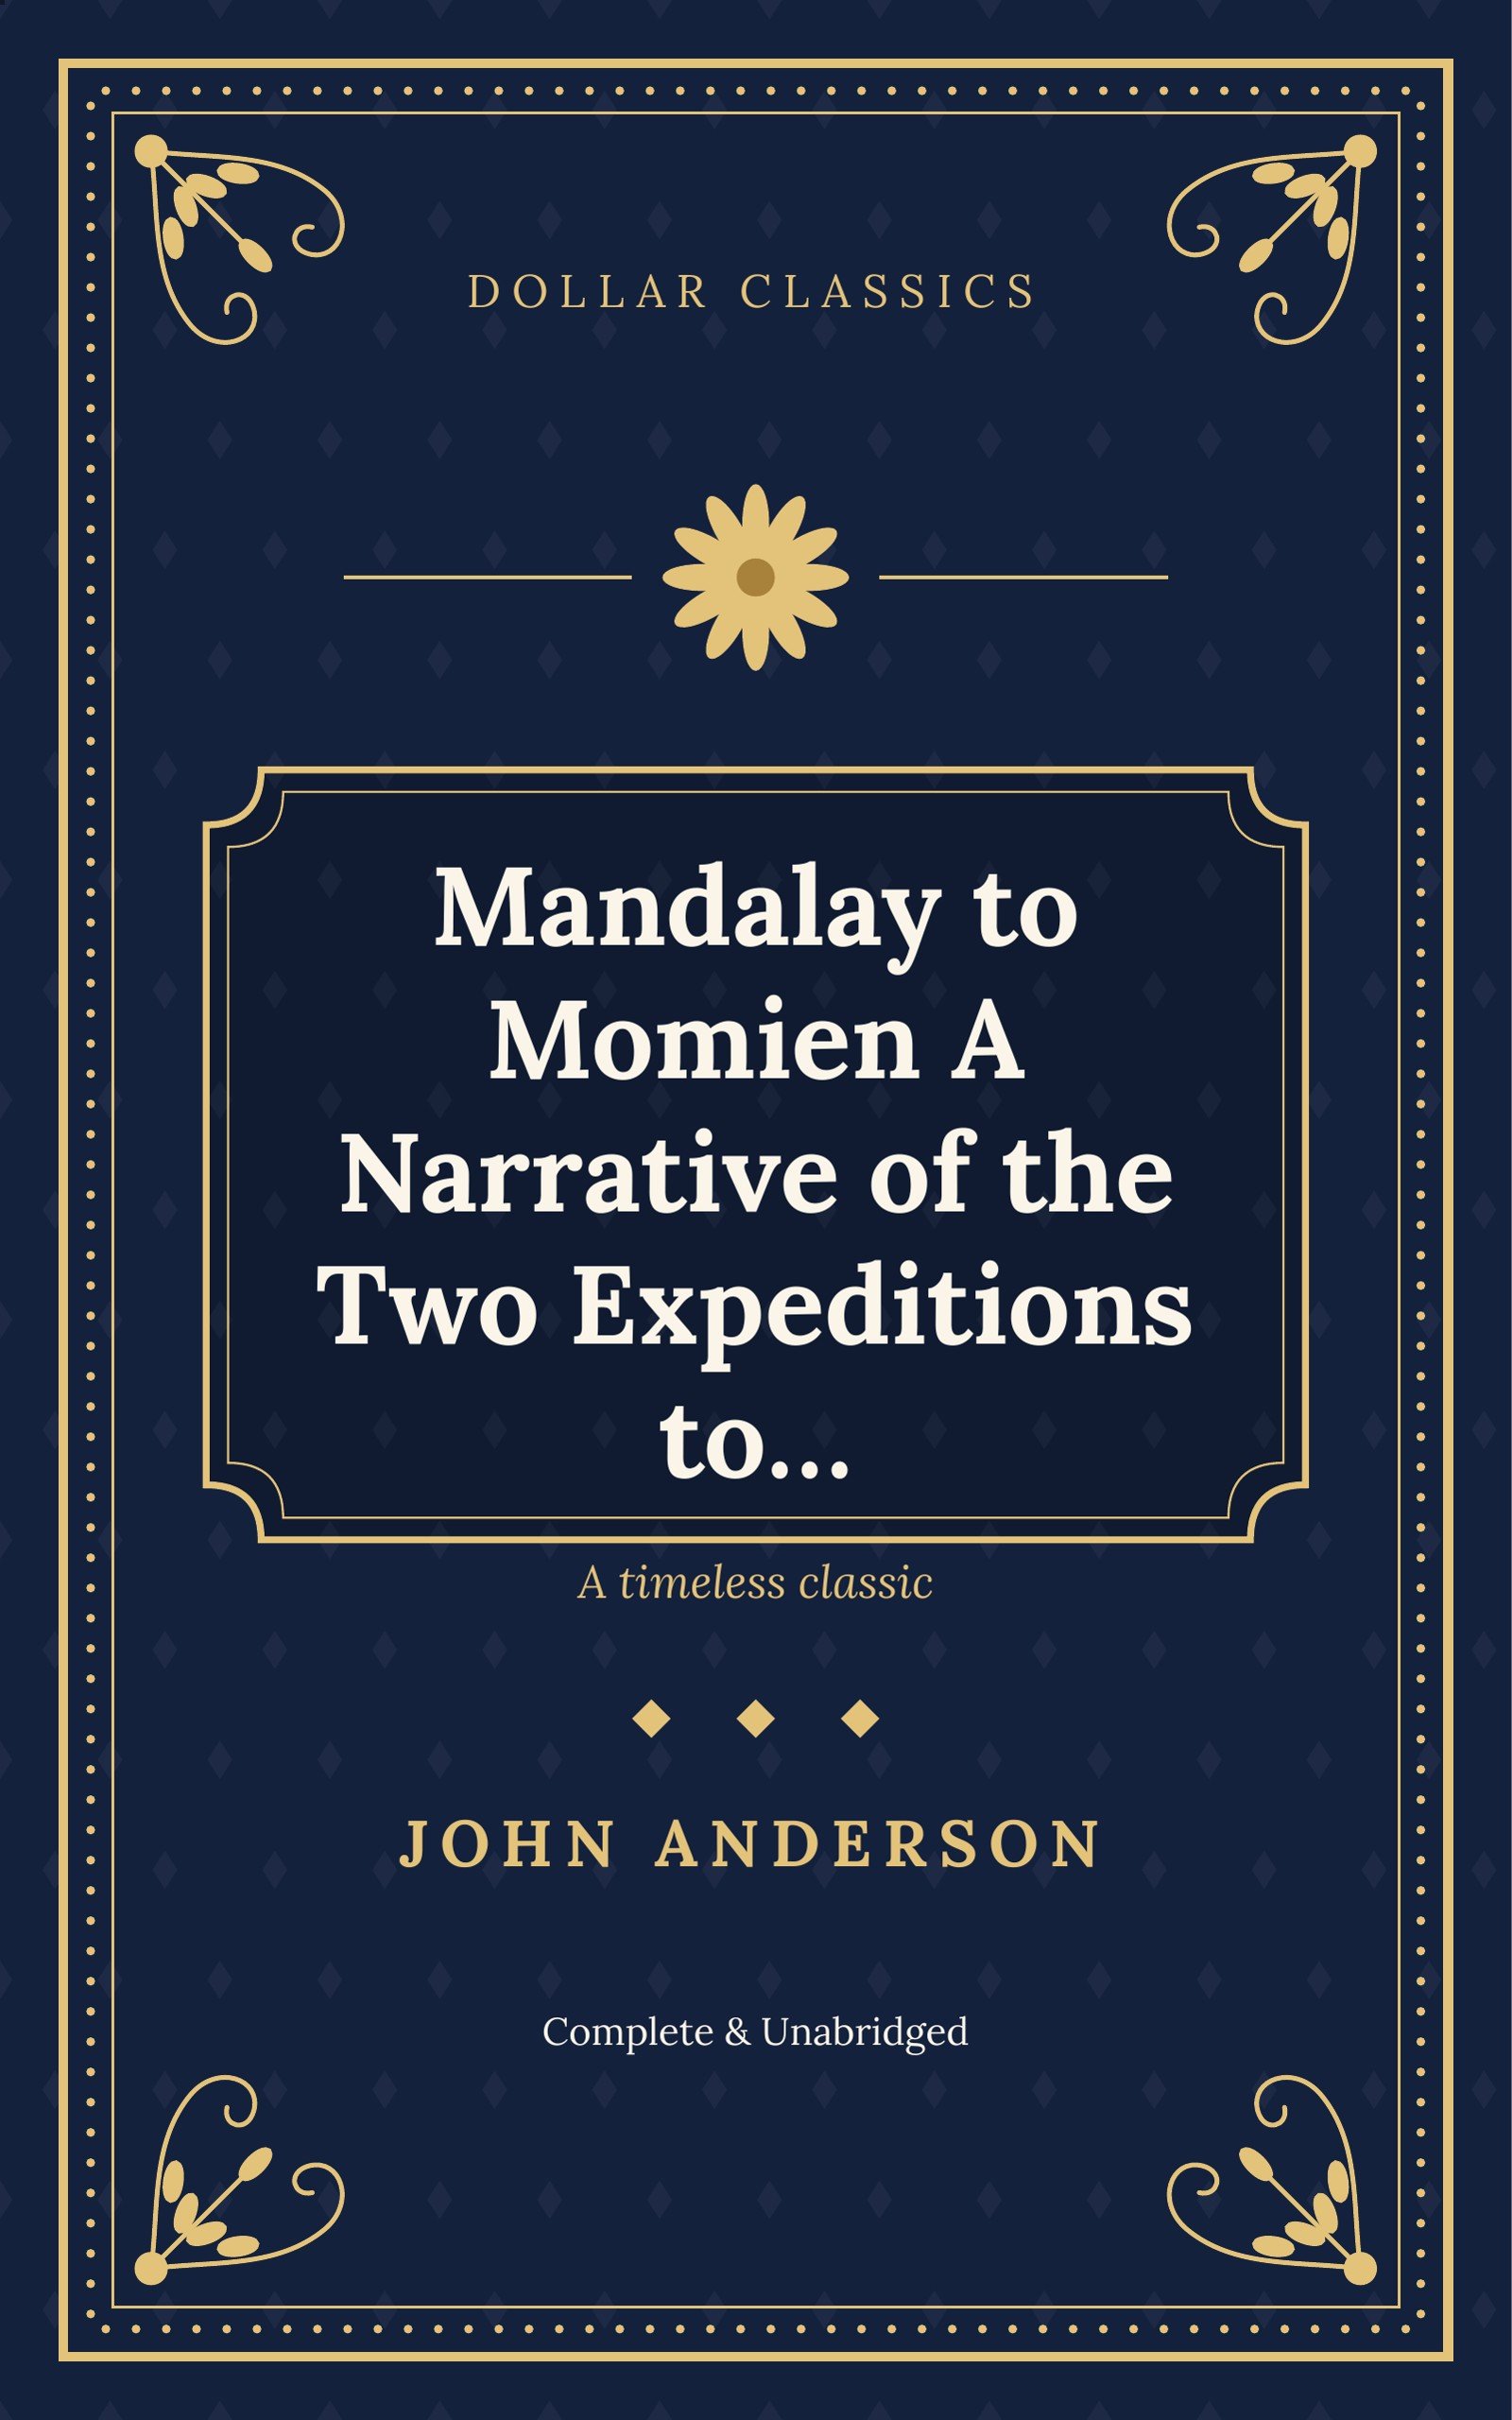 DOLLAR CLASSICS
Mandalay to
Momien A
Narrative of the
Two Expeditions
to...
A timeless classic
JOHN ANDERSON
Complete & Unabridged